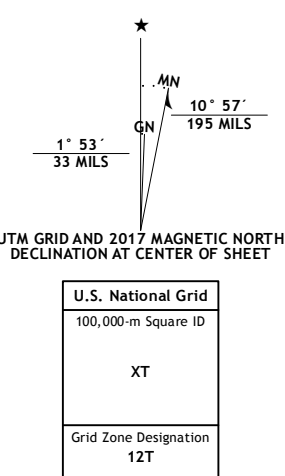 ★
MN
GN
10° 57´
195 MILS
1° 53´
33 MILS
UTM GRID AND 2017 MAGNETIC NORTH
DECLINATION AT CENTER OF SHEET
U.S. National Grid
100,000-m Square ID
XT
Grid Zone Designation
12T